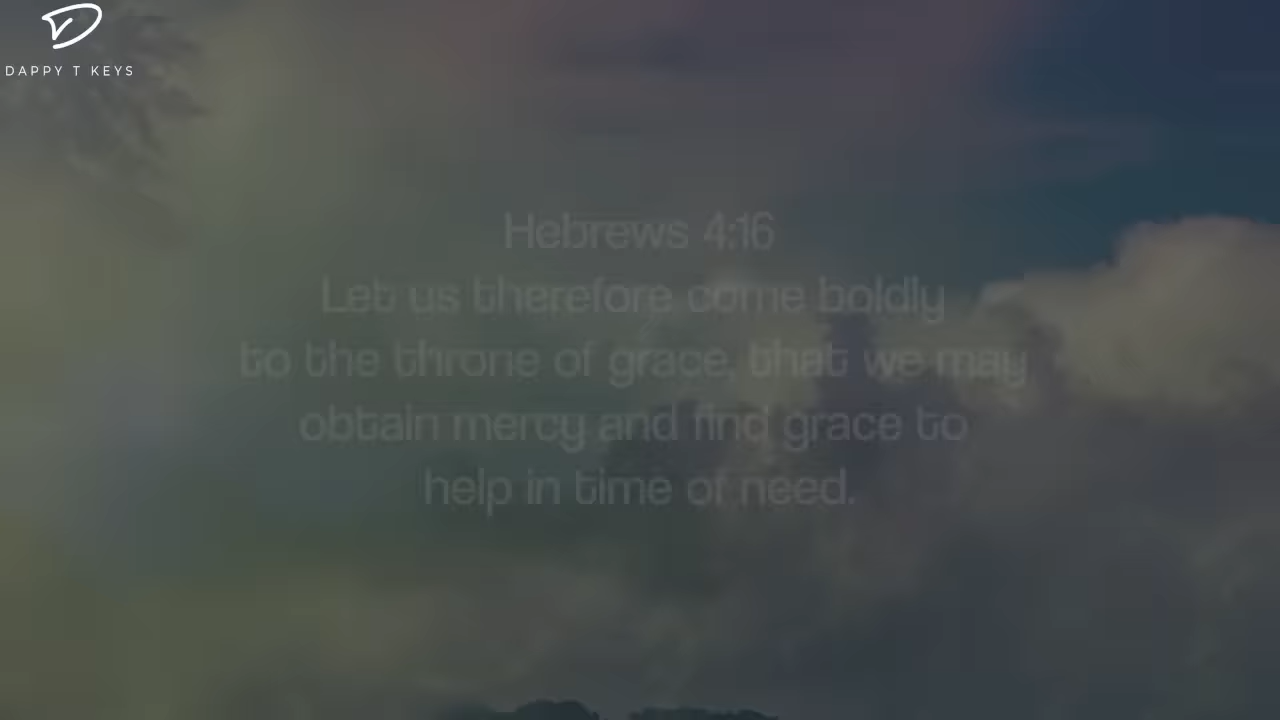 DAPPY T KEYS
Hebrews 4:16
Let us therefore come boldly
to the throne of grace, that we may
obtain mercy and find grace to
help in time of need.